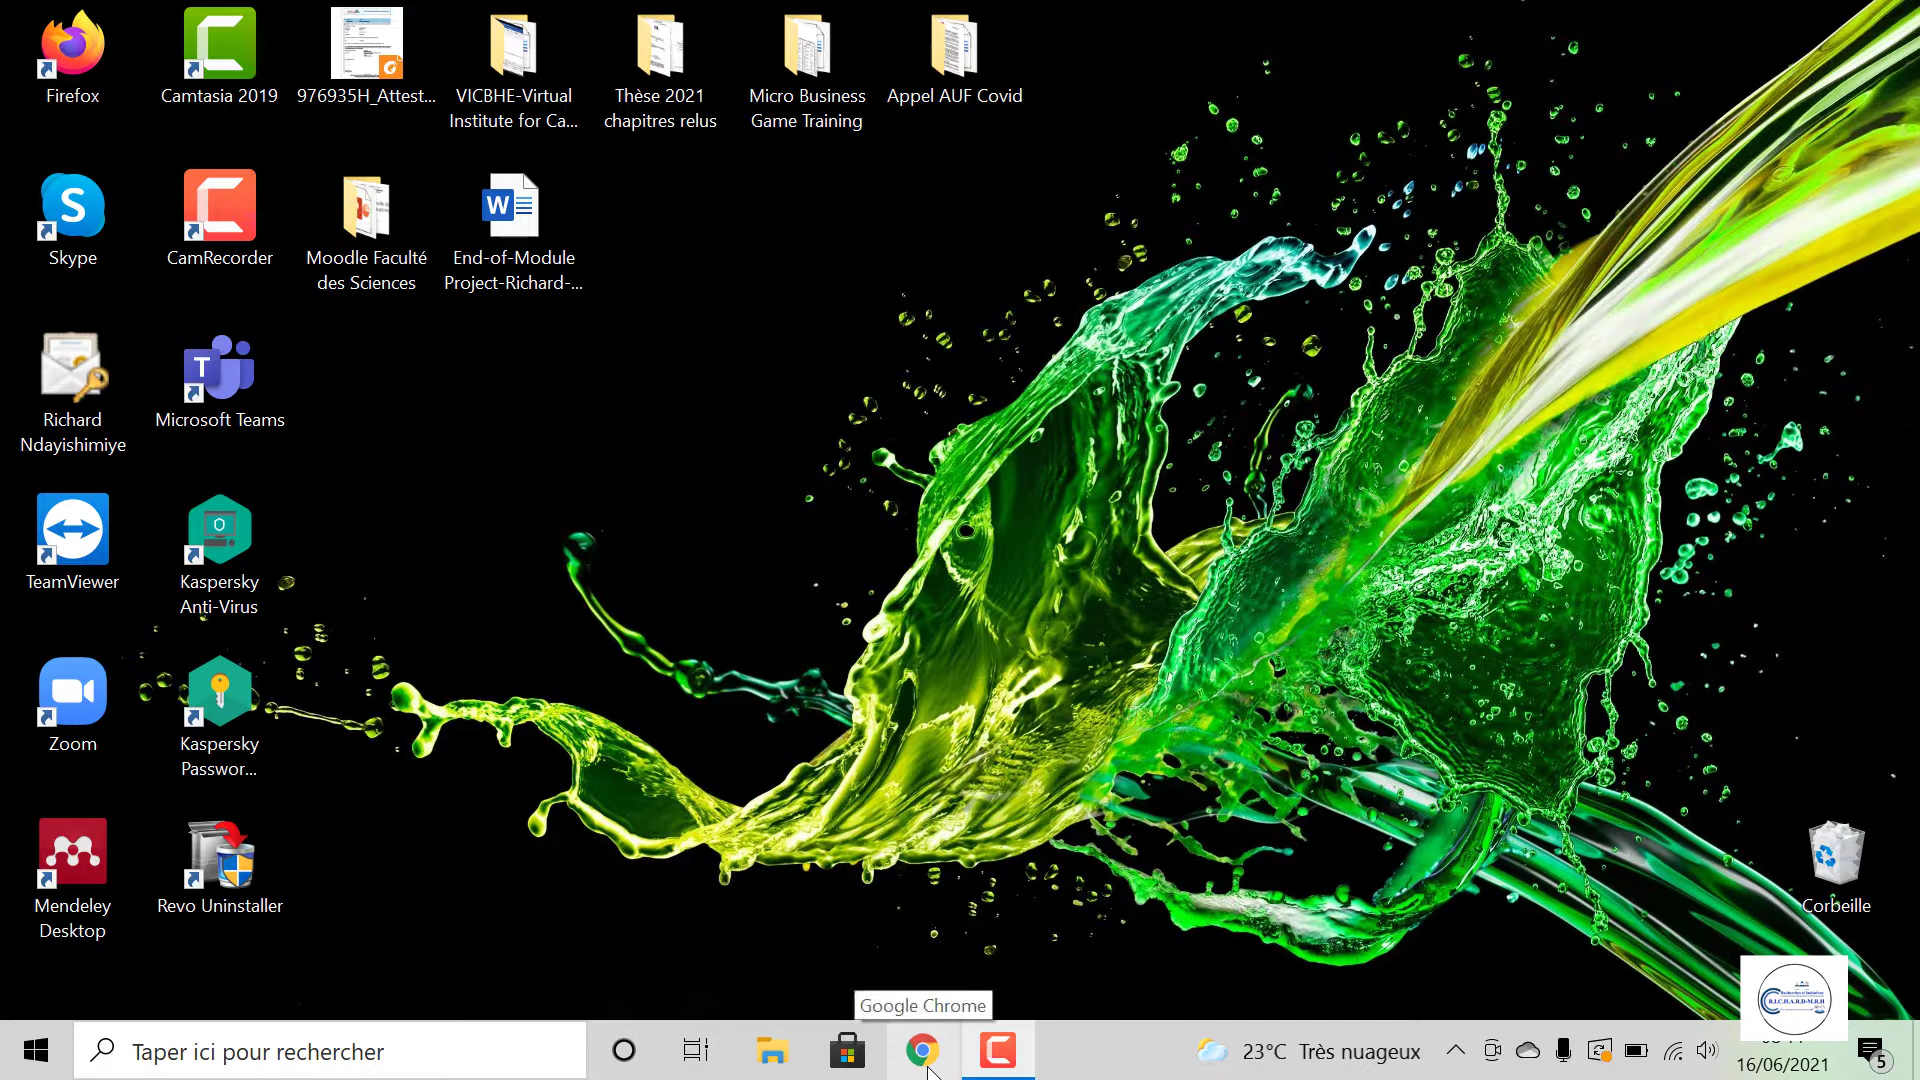 Firefox
Camtasia 2019
976935H_Attest...
VICBHE-Virtual
Institute for Ca...
Thèse 2021
chapitres relus
Micro Business
Game Training
Appel AUF Covid
Skype
CamRecorder
Moodle Faculté
des Sciences
End-of-Module
Project-Richard-...
Richard
Ndayishimiye
Microsoft Teams
TeamViewer
Kaspersky
Anti-Virus
Zoom
Kaspersky
Passwor...
Mendeley
Desktop
Revo Uninstaller
Corbeille
R.I.C.H.A.R.D-M.R.H
Google Chrome
Taper ici pour rechercher
23°C Très nuageux
16/06/2021
5